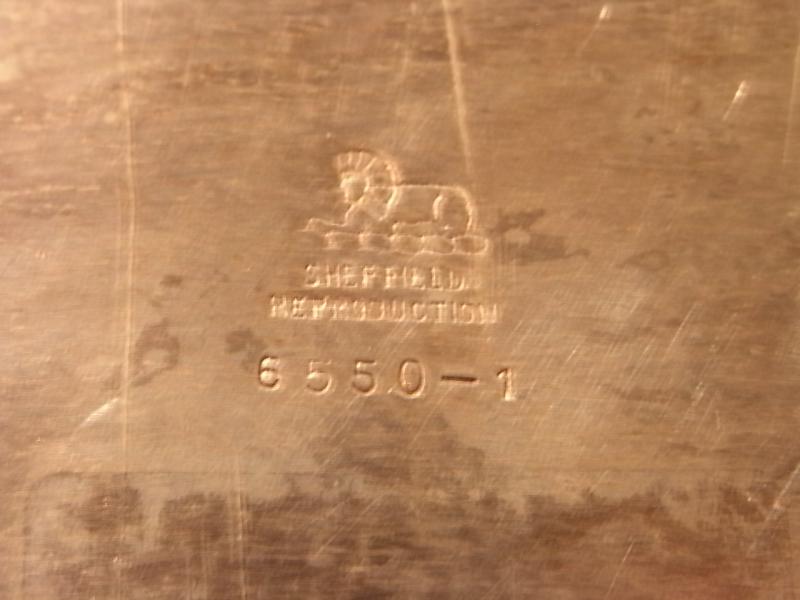 SHEFFIELD
REPRODUCTION
6550-1